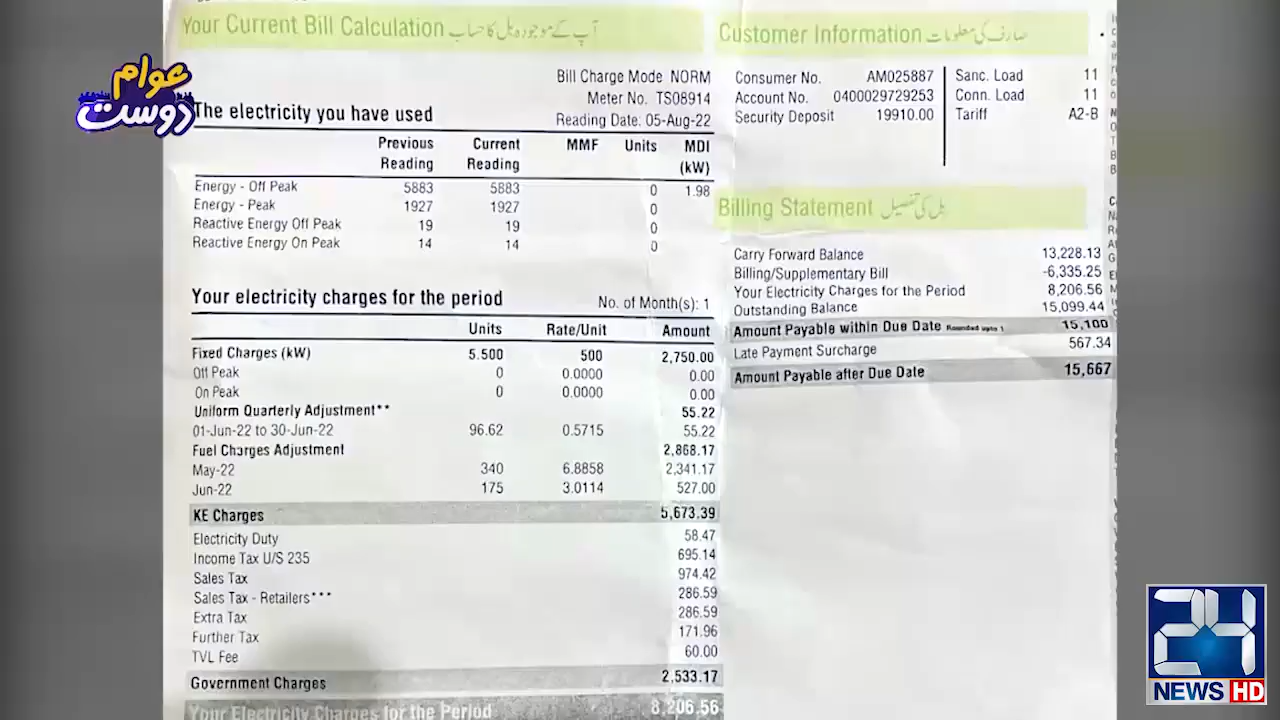 Your Current Bill Calculation آپ کے موجودہ بل کا حساب
عوام
دوست
Bill Charge Mode NORM
Meter No. TS08914
The electricity you have used
Reading Date: 05-Aug-22
Previous Reading Current Reading MMF Units MDI (kW)
Energy - Off Peak 5883 5883 0 1.98
Energy - Peak 1927 1927 0
Reactive Energy Off Peak 19 19 0
Reactive Energy On Peak 14 14 0
Your electricity charges for the period No. of Month(s): 1
Units Rate/Unit Amount
Fixed Charges (kW) 5.500 500 2,750.00
Off Peak 0 0.0000 0.00
On Peak 0 0.0000 0.00
Uniform Quarterly Adjustment** 55.22
01-Jun-22 to 30-Jun-22 96.62 0.5715 55.22
Fuel Charges Adjustment 2,868.17
May-22 340 6.8858 2,341.17
Jun-22 175 3.0114 527.00
KE Charges 5,673.39
Electricity Duty 58.47
Income Tax U/S 235 695.14
Sales Tax 974.42
Sales Tax - Retailers*** 286.59
Extra Tax 286.59
Further Tax 171.96
TVL Fee 60.00
Government Charges 2,533.17
Your Electricity Charges for the Period 8,206.56
Customer Information صارف کی معلومات
Consumer No. AM025887 Sanc. Load 11
Account No. 0400029729253 Conn. Load 11
Security Deposit 19910.00 Tariff A2-B
Billing Statement بل کی تفصیل
Carry Forward Balance 13,228.13
Billing/Supplementary Bill -6,335.25
Your Electricity Charges for the Period 8,206.56
Outstanding Balance 15,099.44
Amount Payable within Due Date Rounded upto 1 15,100
Late Payment Surcharge 567.34
Amount Payable after Due Date 15,667
24
NEWS HD